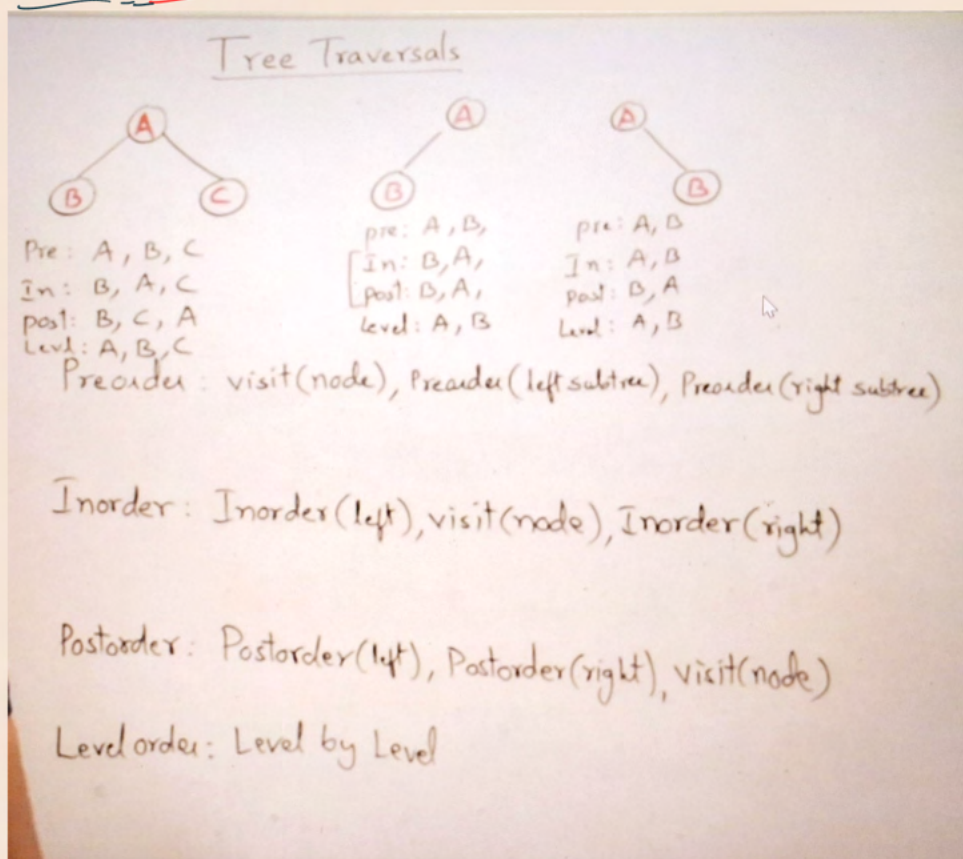 Tree Traversals
A
B
C
A
B
A
B
Pre: A, B, C
In: B, A, C
post: B, C, A
Levl: A, B, C
pre: A, B,
In: B, A,
post: B, A,
Level: A, B
pre: A, B
In: A, B
post: B, A
Level: A, B
Preorder: visit(node), Preorder(left subtree), Preorder(right subtree)
Inorder: Inorder(left), visit(node), Inorder(right)
Postorder: Postorder(left), Postorder(right), visit(node)
Level order: Level by Level